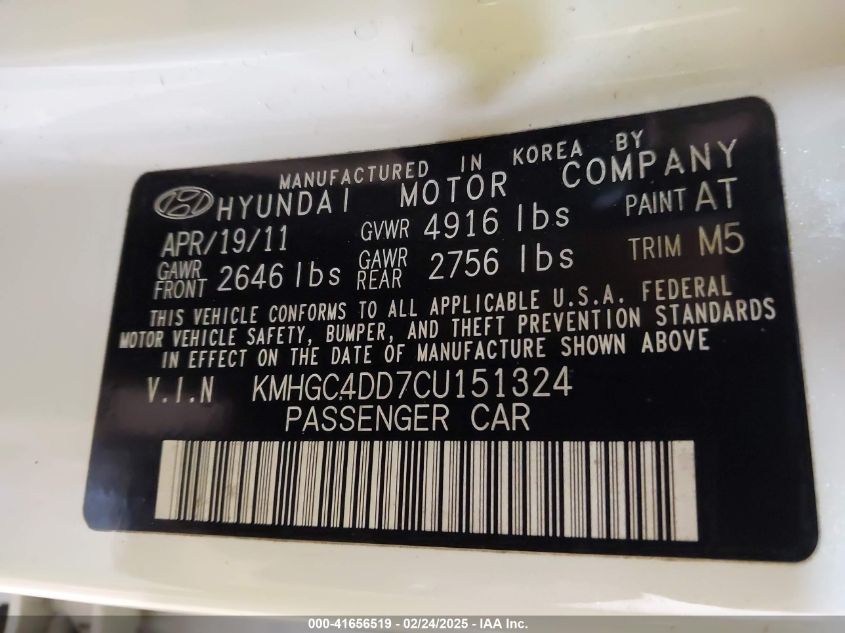 MANUFACTURED IN KOREA BY
HYUNDAI MOTOR COMPANY
APR/19/11 GVWR 4916 lbs PAINT AT
GAWR FRONT 2646 lbs GAWR REAR 2756 lbs TRIM M5
THIS VEHICLE CONFORMS TO ALL APPLICABLE U.S.A. FEDERAL
MOTOR VEHICLE SAFETY, BUMPER, AND THEFT PREVENTION STANDARDS
IN EFFECT ON THE DATE OF MANUFACTURE SHOWN ABOVE
V.I.N KMHGC4DD7CU151324
PASSENGER CAR
000-41656519 - 02/24/2025 - IAA Inc.